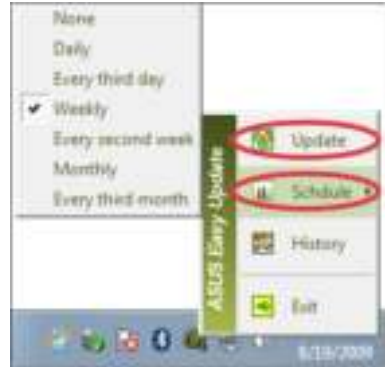 None
Daily
Every third day
Weekly
Every second week
Monthly
Every third month
ASUS Easy Update
Update
Schdule
History
Exit
8/19/2009